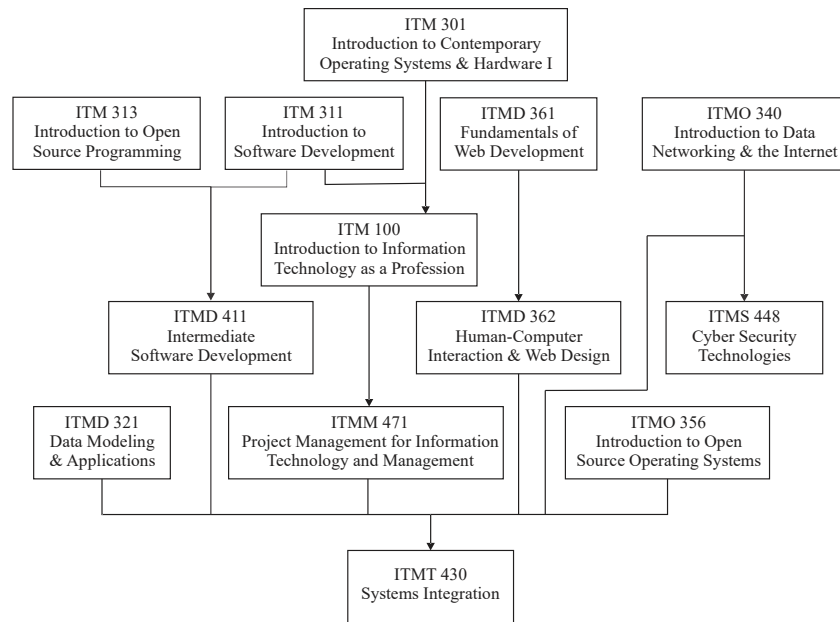 ITM 301
Introduction to Contemporary
Operating Systems & Hardware I
ITM 313
Introduction to Open
Source Programming
ITM 311
Introduction to
Software Development
ITMD 361
Fundamentals of
Web Development
ITMO 340
Introduction to Data
Networking & the Internet
ITM 100
Introduction to Information
Technology as a Profession
ITMD 411
Intermediate
Software Development
ITMD 362
Human-Computer
Interaction & Web Design
ITMS 448
Cyber Security
Technologies
ITMD 321
Data Modeling
& Applications
ITMM 471
Project Management for Information
Technology and Management
ITMO 356
Introduction to Open
Source Operating Systems
ITMT 430
Systems Integration